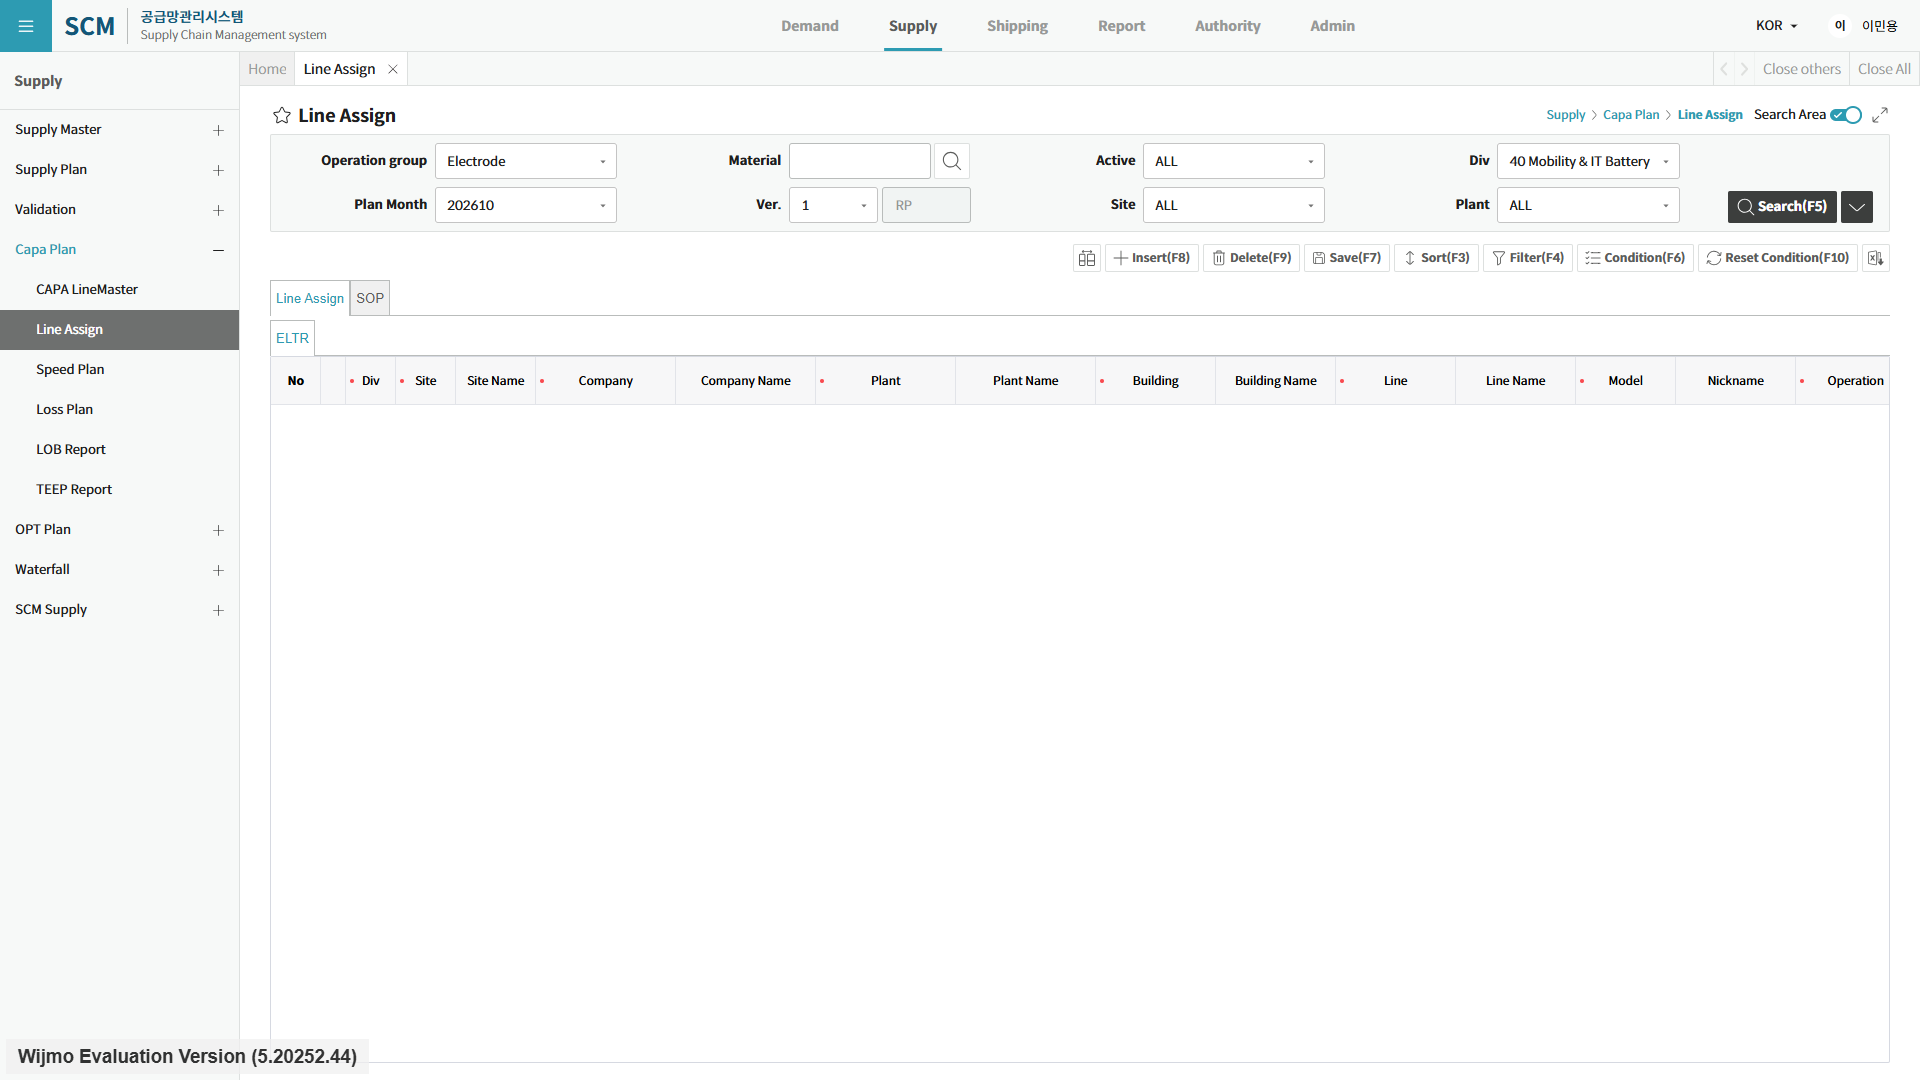 SCM
공급망관리시스템
Supply Chain Management system
Demand
Supply
Shipping
Report
Authority
Admin
KOR
이
이민용
Supply
Home
Line Assign
Close others
Close All
Supply Master
Supply Plan
Validation
Capa Plan
CAPA LineMaster
Line Assign
Speed Plan
Loss Plan
LOB Report
TEEP Report
OPT Plan
Waterfall
SCM Supply
Line Assign
Supply > Capa Plan > Line Assign
Search Area
Operation group
Electrode
Material
Active
ALL
Div
40 Mobility & IT Battery
Plan Month
202610
Ver.
1
RP
Site
ALL
Plant
ALL
Search(F5)
Insert(F8)
Delete(F9)
Save(F7)
Sort(F3)
Filter(F4)
Condition(F6)
Reset Condition(F10)
Line Assign
SOP
ELTR
No
Div
Site
Site Name
Company
Company Name
Plant
Plant Name
Building
Building Name
Line
Line Name
Model
Nickname
Operation
Wijmo Evaluation Version (5.20252.44)